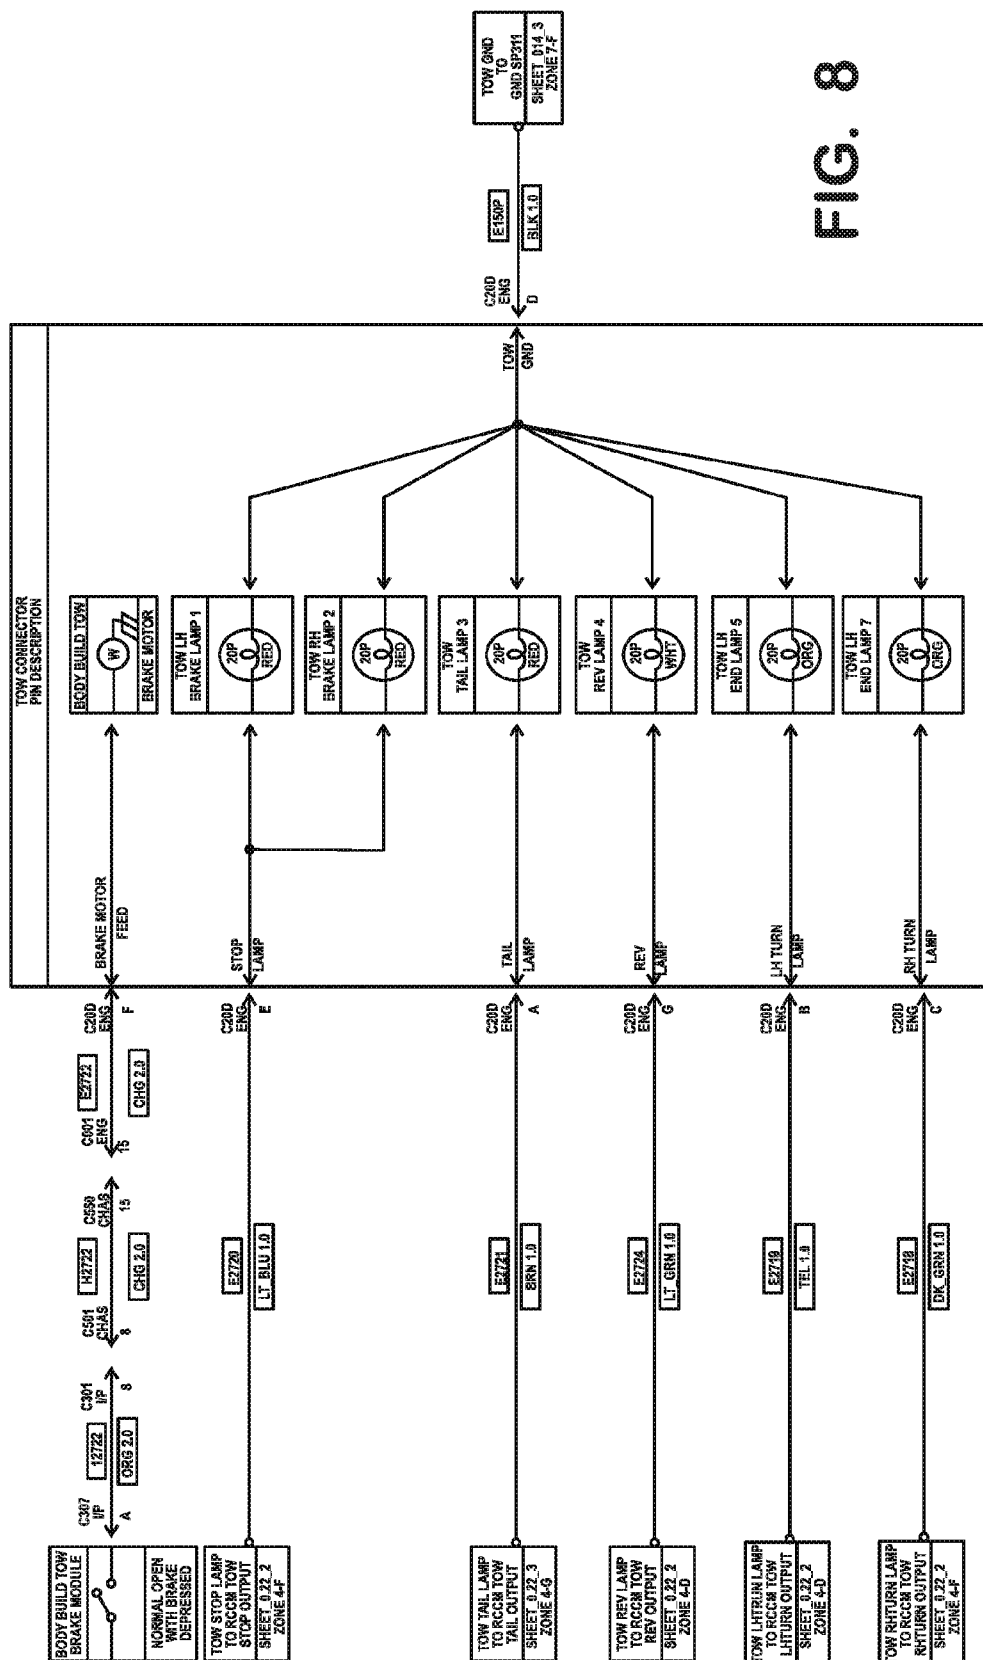 TOW CONNECTOR
PIN DESCRIPTION
BODY BUILD TOW
BRAKE MODULE
NORMAL OPEN
WITH BRAKE
DEPRESSED
C307
I/P
A
12722
ORG 2.0
C301
I/P
8
C501
CHAS
8
H2722
CHG 2.0
C550
CHAS
15
C601
ENG
15
E2722
CHG 2.0
C20D
ENG
F
BRAKE MOTOR
FEED
BODY BUILD TOW
W
BRAKE MOTOR
TOW STOP LAMP
TO RCCM TOW
STOP OUTPUT
SHEET_0.22_2
ZONE 4-F
E2720
LT_BLU 1.0
C20D
ENG
E
STOP
LAMP
TOW LH
BRAKE LAMP 1
20P
RED
TOW RH
BRAKE LAMP 2
20P
RED
TOW TAIL LAMP
TO RCCM TOW
TAIL OUTPUT
SHEET_0.22_3
ZONE 4-G
E2721
BRN 1.0
C20D
ENG
A
TAIL
LAMP
TOW
TAIL LAMP 3
20P
RED
TOW REV LAMP
TO RCCM TOW
REV OUTPUT
SHEET_0.22_2
ZONE 4-D
E2724
LT_GRN 1.0
C20D
ENG
G
REV
LAMP
TOW
REV LAMP 4
20P
WHT
TOW LHTRUN LAMP
TO RCCM TOW
LHTURN OUTPUT
SHEET_0.22_2
ZONE 4-D
E2719
TEL 1.0
C20D
ENG
B
LH TURN
LAMP
TOW LH
END LAMP 5
20P
ORG
TOW RHTURN LAMP
TO RCCM TOW
RHTURN OUTPUT
SHEET_0.22_2
ZONE 4-F
E2718
DK_GRN 1.0
C20D
ENG
C
RH TURN
LAMP
TOW LH
END LAMP 7
20P
ORG
TOW
GND
C20D
ENG
D
E150P
BLK 1.0
TOW GND
TO
GND SP311
SHEET_014_3
ZONE 7-F
FIG. 8